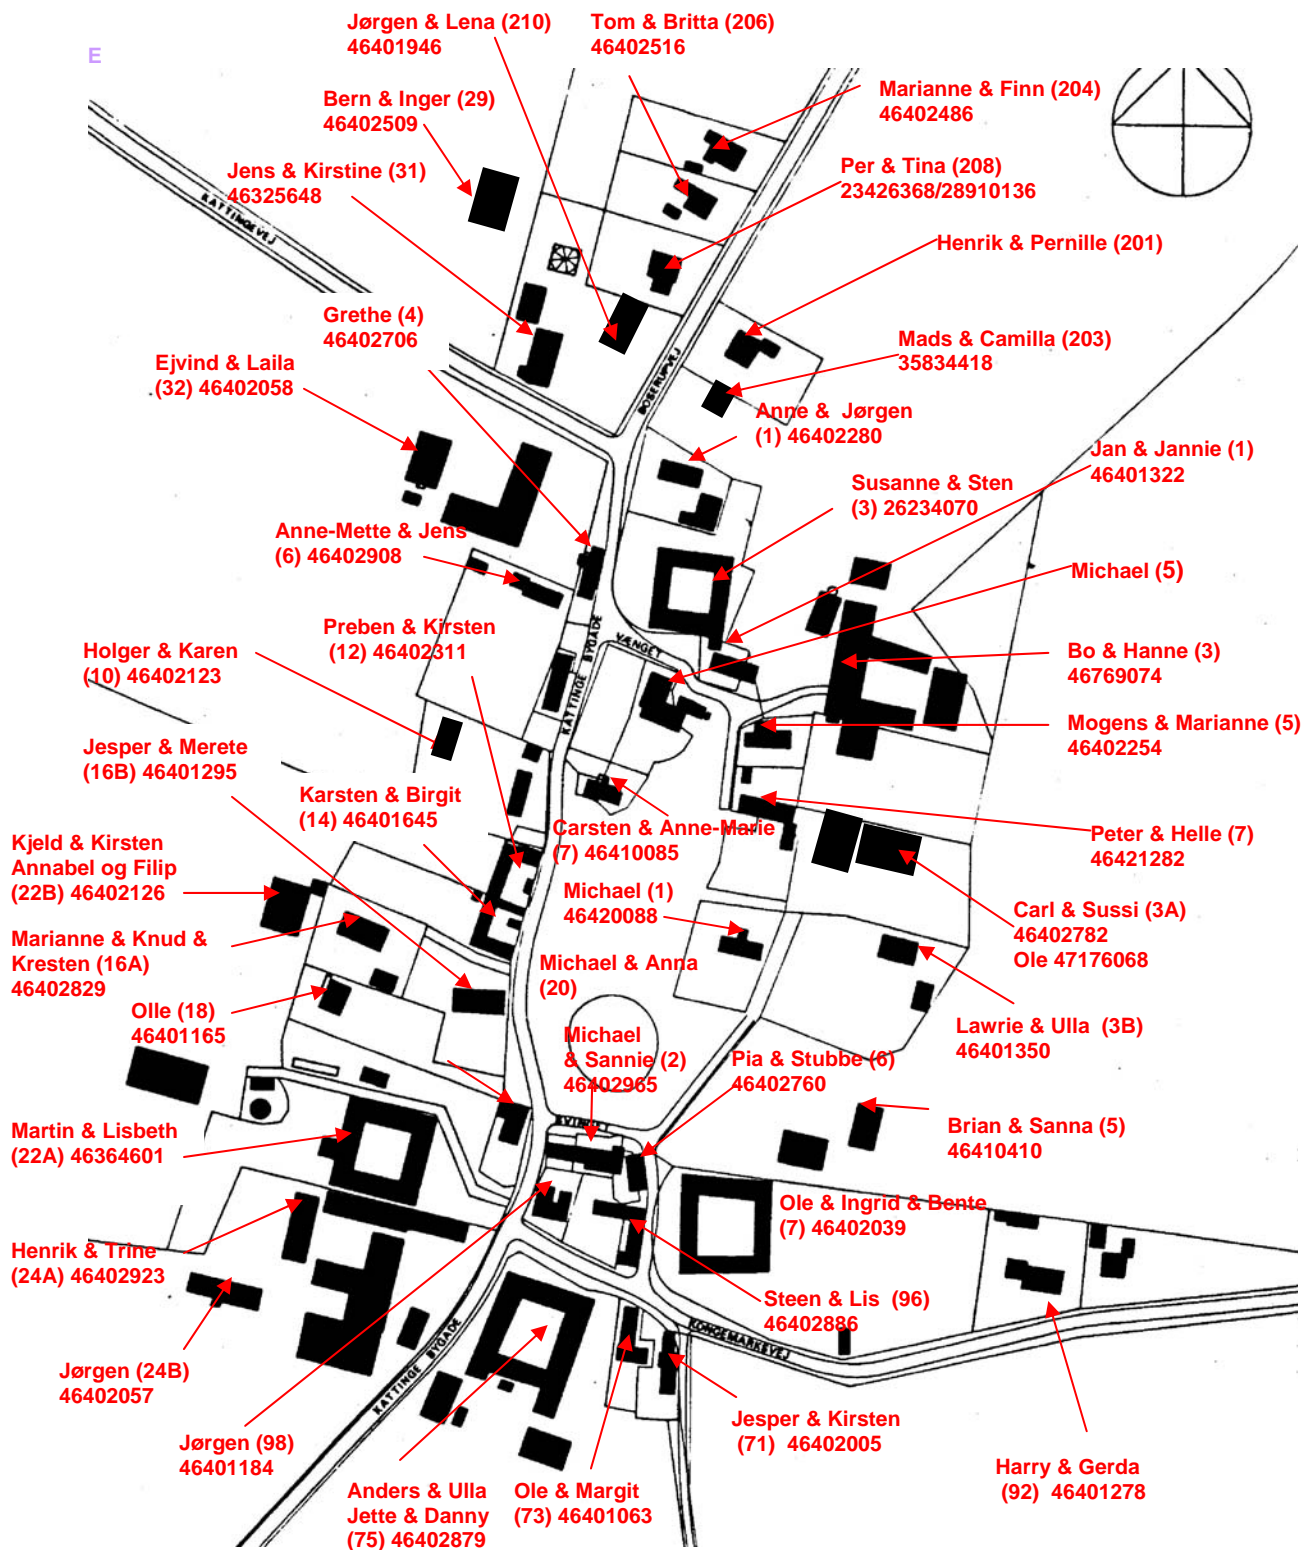 E
Jørgen & Lena (210)
46401946
Tom & Britta (206)
46402516
Marianne & Finn (204)
46402486
Bern & Inger (29)
46402509
Jens & Kirstine (31)
46325648
Per & Tina (208)
23426368/28910136
KATTINGEVEJ
Henrik & Pernille (201)
Grethe (4)
46402706
Mads & Camilla (203)
35834418
Ejvind & Laila
(32) 46402058
BOSERUPVEJ
Anne & Jørgen
(1) 46402280
Jan & Jannie (1)
46401322
Susanne & Sten
(3) 26234070
Anne-Mette & Jens
(6) 46402908
Michael (5)
Preben & Kirsten
(12) 46402311
VÆNGET
KATTINGE BYGADE
Holger & Karen
(10) 46402123
Bo & Hanne (3)
46769074
Mogens & Marianne (5)
46402254
Jesper & Merete
(16B) 46401295
Karsten & Birgit
(14) 46401645
Carsten & Anne-Marie
(7) 46410085
Peter & Helle (7)
46421282
Kjeld & Kirsten
Annabel og Filip
(22B) 46402126
Michael (1)
46420088
Carl & Sussi (3A)
46402782
Ole 47176068
Marianne & Knud &
Kresten (16A)
46402829
Michael & Anna
(20)
Olle (18)
46401165
Lawrie & Ulla (3B)
46401350
Michael
& Sannie (2)
46402965
Pia & Stubbe (6)
46402760
Brian & Sanna (5)
46410410
Martin & Lisbeth
(22A) 46364601
Ole & Ingrid & Bente
(7) 46402039
Henrik & Trine
(24A) 46402923
Steen & Lis (96)
46402886
KONGEMARKSVEJ
KATTINGE BYGADE
Jørgen (24B)
46402057
Jesper & Kirsten
(71) 46402005
Jørgen (98)
46401184
Harry & Gerda
(92) 46401278
Anders & Ulla
Jette & Danny
(75) 46402879
Ole & Margit
(73) 46401063